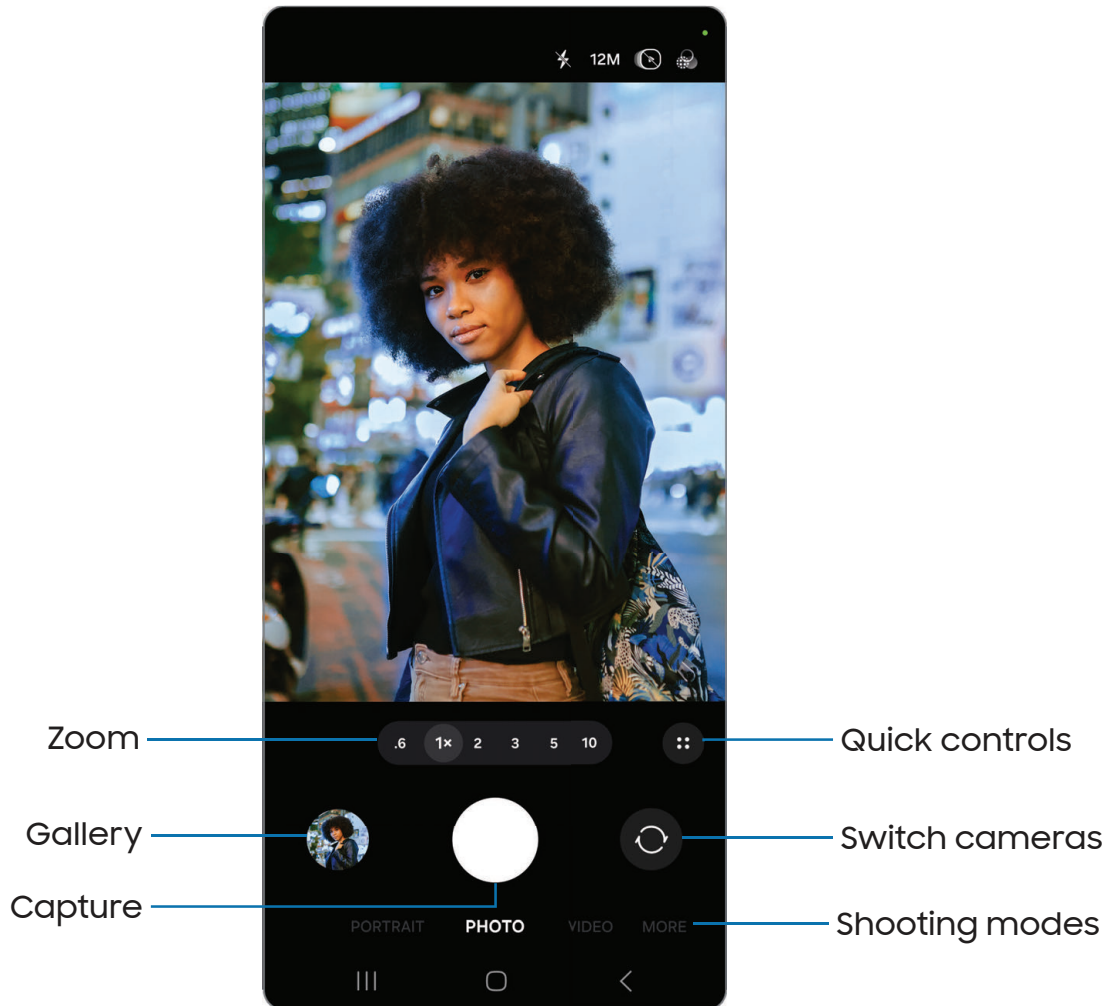 12M
Zoom
.6 1× 2 3 5 10
Quick controls
Gallery
Switch cameras
Capture
PORTRAIT PHOTO VIDEO MORE
Shooting modes